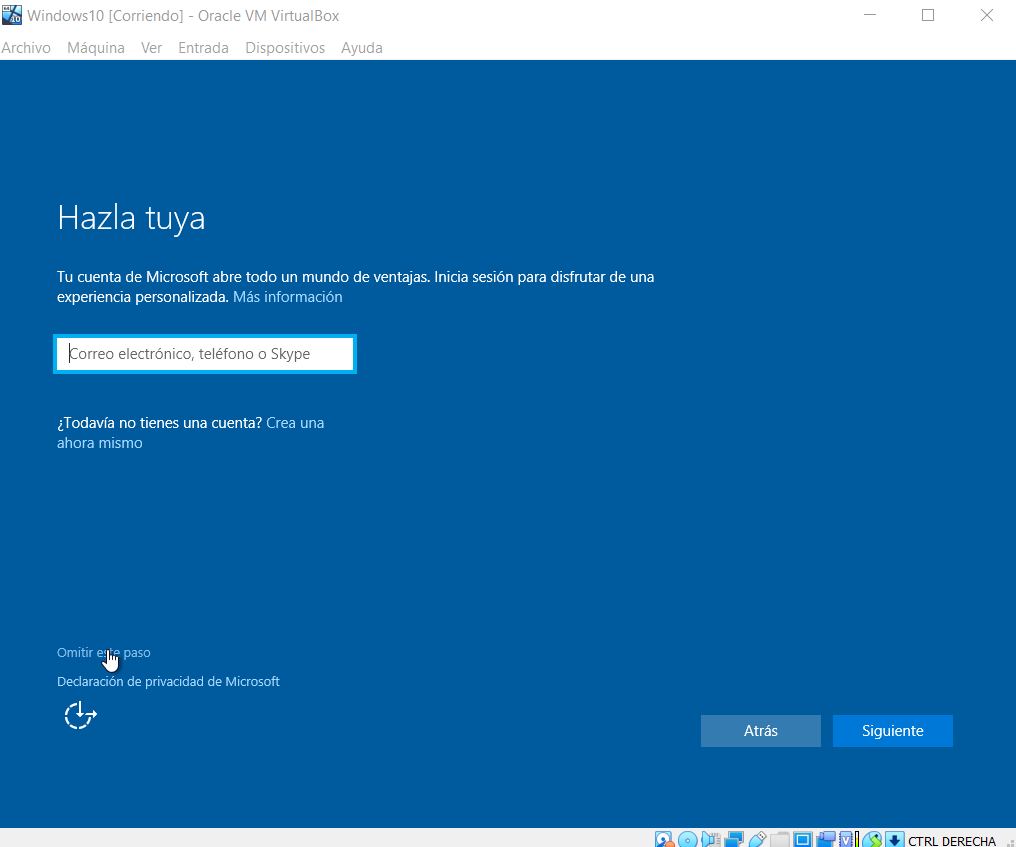 Windows10 [Corriendo] - Oracle VM VirtualBox
Archivo Máquina Ver Entrada Dispositivos Ayuda
Hazla tuya
Tu cuenta de Microsoft abre todo un mundo de ventajas. Inicia sesión para disfrutar de una
experiencia personalizada. Más información
Correo electrónico, teléfono o Skype
¿Todavía no tienes una cuenta? Crea una
ahora mismo
Omitir este paso
Declaración de privacidad de Microsoft
Atrás Siguiente
CTRL DERECHA